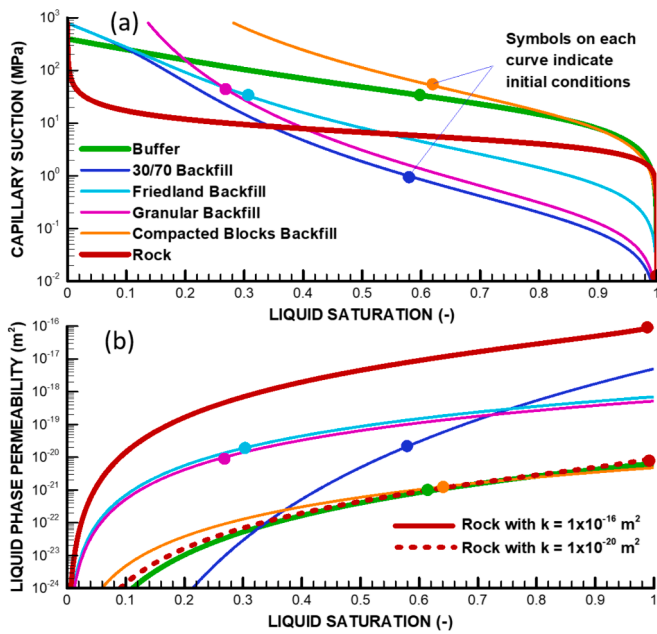 (a)
CAPILLARY SUCTION (MPa)
10³
10²
10¹
10⁰
10⁻¹
10⁻²
Symbols on each
curve indicate
initial conditions
Buffer
30/70 Backfill
Friedland Backfill
Granular Backfill
Compacted Blocks Backfill
Rock
0 0.1 0.2 0.3 0.4 0.5 0.6 0.7 0.8 0.9 1
LIQUID SATURATION (-)
(b)
LIQUID PHASE PERMEABILITY (m²)
10⁻¹⁶
10⁻¹⁷
10⁻¹⁸
10⁻¹⁹
10⁻²⁰
10⁻²¹
10⁻²²
10⁻²³
10⁻²⁴
Rock with k = 1x10⁻¹⁶ m²
Rock with k = 1x10⁻²⁰ m²
0 0.1 0.2 0.3 0.4 0.5 0.6 0.7 0.8 0.9 1
LIQUID SATURATION (-)